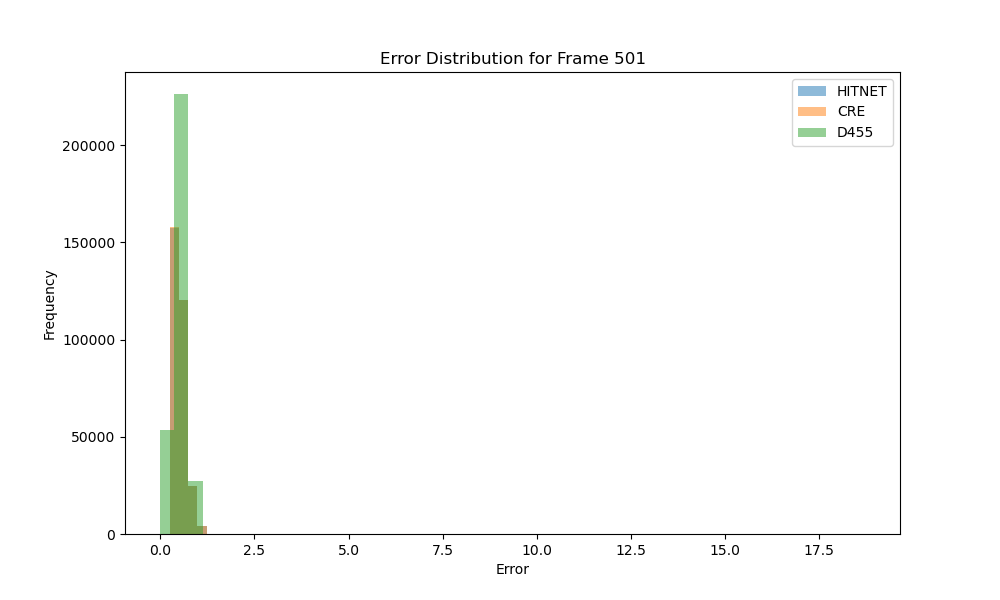 Error Distribution for Frame 501
HITNET
CRE
D455
200000
150000
100000
50000
0
Frequency
0.0 2.5 5.0 7.5 10.0 12.5 15.0 17.5
Error